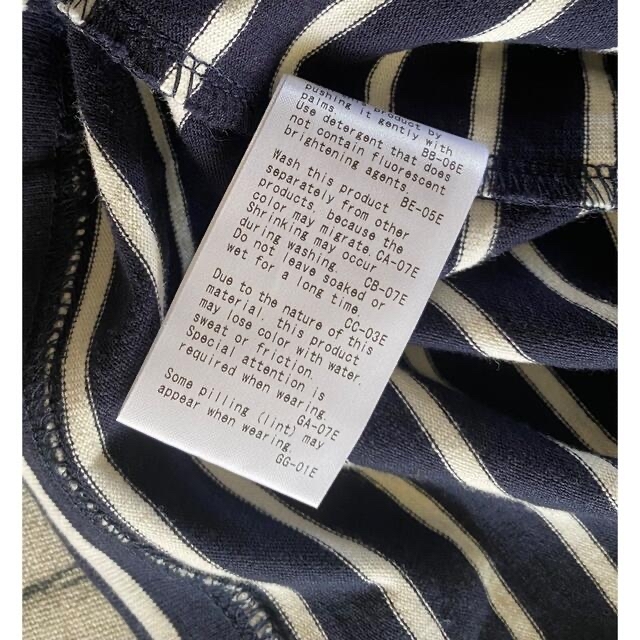 product by
pushing it gently with
palms. BB-06E
Use detergent that does
not contain fluorescent
brightening agents.
BE-05E
Wash this product
separately from other
products, because the
color may migrate. CA-07E
Shrinking may occur
during washing. CB-07E
Do not leave soaked or
wet for a long time.
CC-03E
Due to the nature of this
material, this product
may lose color with water,
sweat or friction.
Special attention is
required when wearing.
GA-07E
Some pilling (lint) may
appear when wearing.
GG-01E